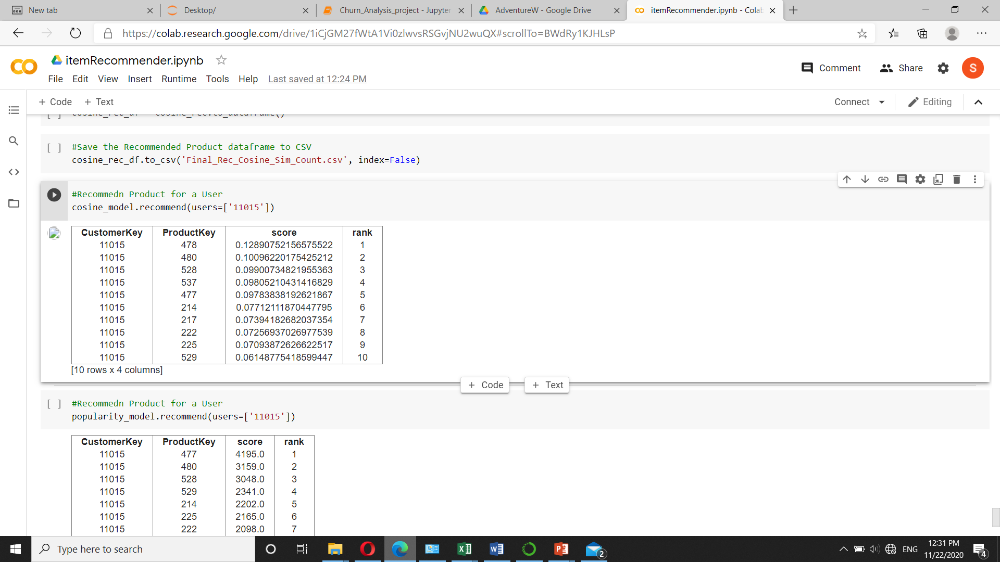 New tab
Desktop/
Churn_Analysis_project - Jupyter
AdventureW - Google Drive
itemRecommender.ipynb - Colab
https://colab.research.google.com/drive/1iCjGM27fWtA1Vi0zlwvsRSGvjNU2wuQX#scrollTo=BWdRy1KJHLsP
itemRecommender.ipynb
Comment Share S
File Edit View Insert Runtime Tools Help Last saved at 12:24 PM
+ Code + Text Connect Editing
[ ] cosine_rec_df = cosine_rec.to_dataframe()
[ ] #Save the Recommended Product dataframe to CSV
cosine_rec_df.to_csv('Final_Rec_Cosine_Sim_Count.csv', index=False)
#Recommedn Product for a User
cosine_model.recommend(users=['11015'])
CustomerKey ProductKey score rank
11015 478 0.12890752156575522 1
11015 480 0.10096220175425212 2
11015 528 0.09900734821955363 3
11015 537 0.09805210431416829 4
11015 477 0.09783838192621867 5
11015 214 0.07712111870447795 6
11015 217 0.07394182682037354 7
11015 222 0.07256937026977539 8
11015 225 0.07093872626622517 9
11015 529 0.06148775418599447 10
[10 rows x 4 columns]
+ Code + Text
[ ] #Recommedn Product for a User
popularity_model.recommend(users=['11015'])
CustomerKey ProductKey score rank
11015 477 4195.0 1
11015 480 3159.0 2
11015 528 3048.0 3
11015 529 2341.0 4
11015 214 2202.0 5
11015 225 2165.0 6
11015 222 2098.0 7
Type here to search
2
ENG
12:31 PM
11/22/2020
4